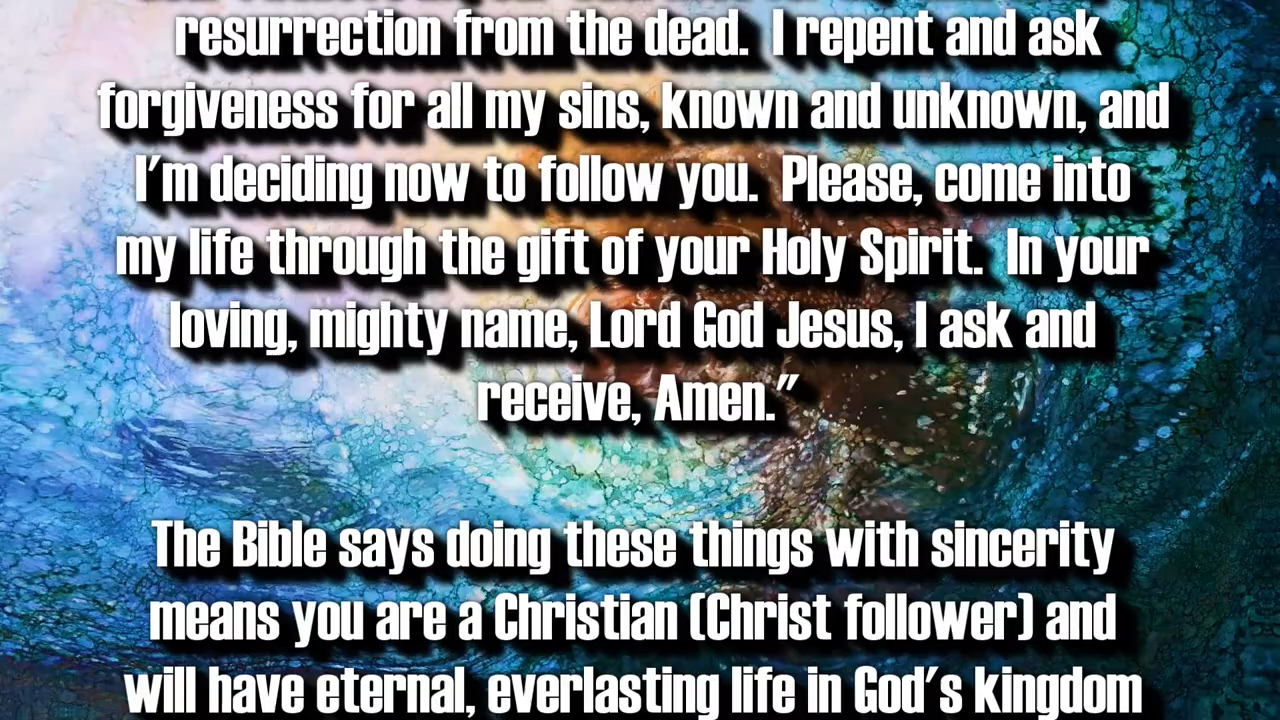 resurrection from the dead.  I repent and ask
forgiveness for all my sins, known and unknown, and
I'm deciding now to follow you.  Please, come into
my life through the gift of your Holy Spirit.  In your
loving, mighty name, Lord God Jesus, I ask and
receive, Amen."
The Bible says doing these things with sincerity
means you are a Christian (Christ follower) and
will have eternal, everlasting life in God's kingdom